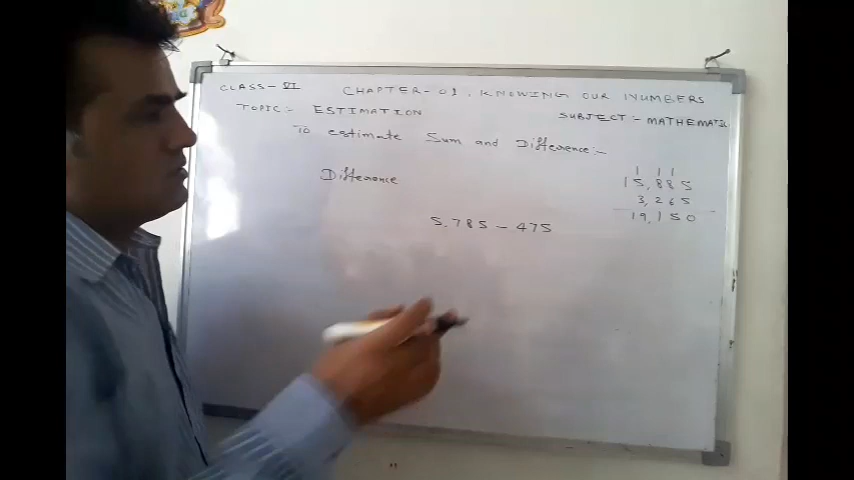 CLASS - VI CHAPTER - 01. KNOWING OUR NUMBERS
TOPIC :- ESTIMATION SUBJECT :- MATHEMATICS
To estimate Sum and Difference :-
Difference
1 1 1
15,885
3,265
19,150
5,785 - 475